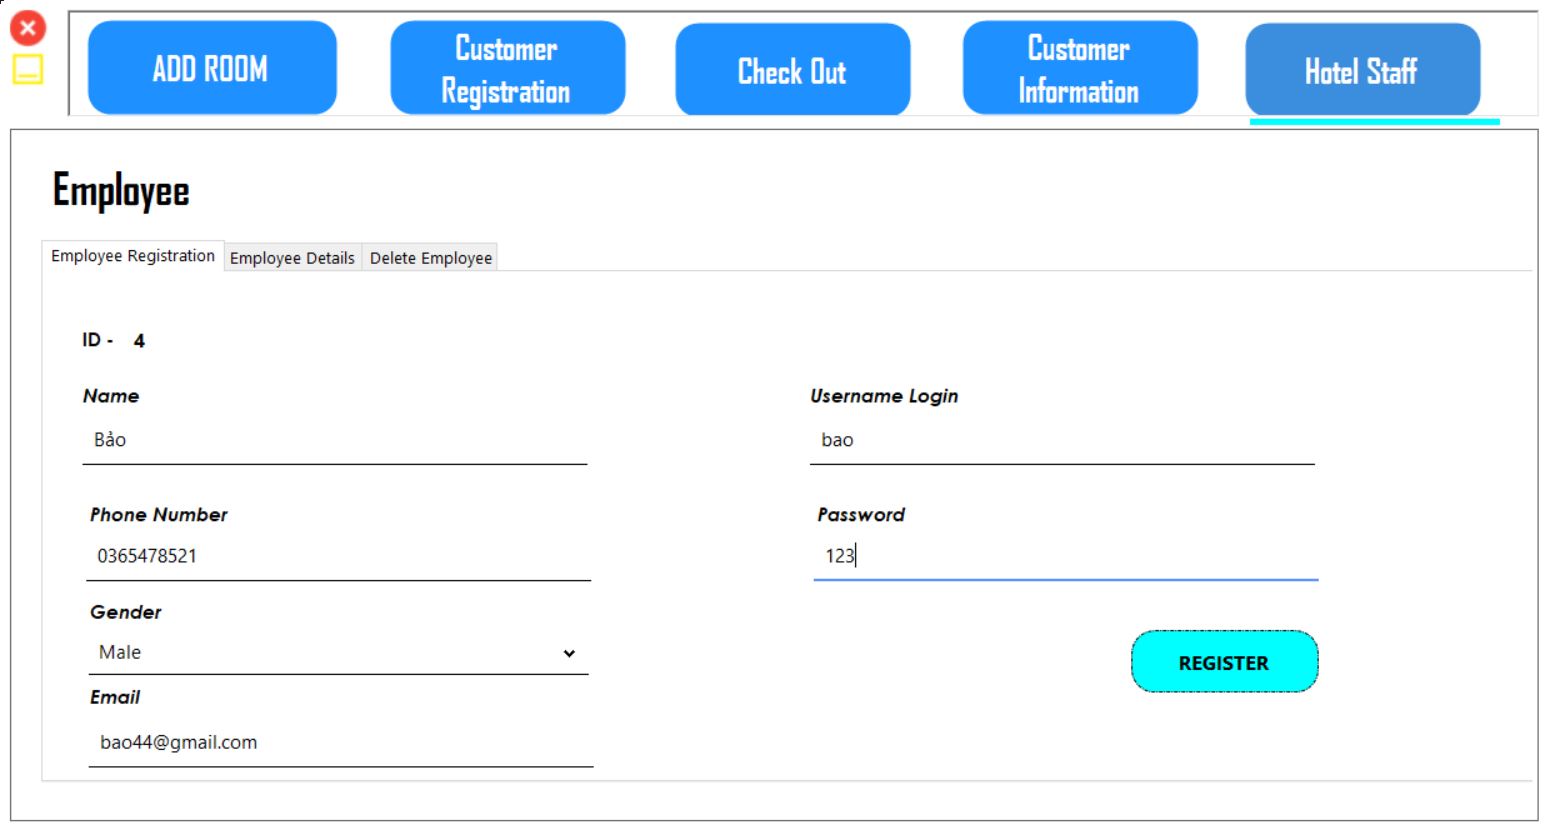 ADD ROOM
Customer
Registration
Check Out
Customer
Information
Hotel Staff
Employee
Employee Registration
Employee Details
Delete Employee
ID - 4
Name
Username Login
Bảo
bao
Phone Number
Password
0365478521
123
Gender
Male
REGISTER
Email
bao44@gmail.com